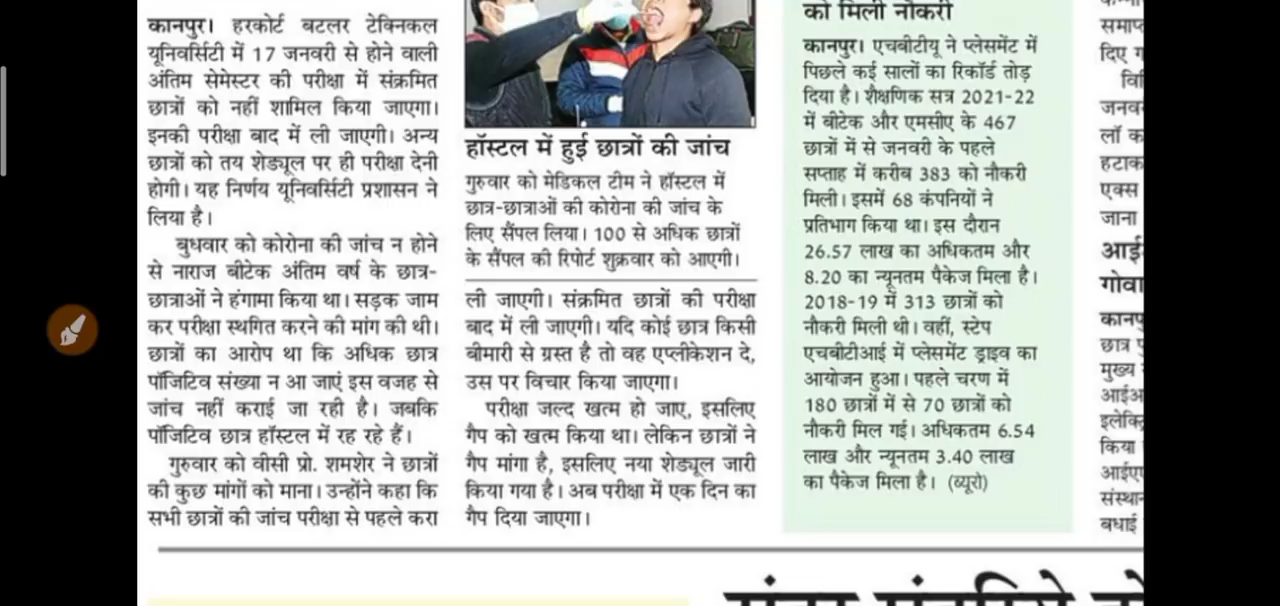 कानपुर। हरकोर्ट बटलर टेक्निकल
यूनिवर्सिटी में 17 जनवरी से होने वाली
अंतिम सेमेस्टर की परीक्षा में संक्रमित
छात्रों को नहीं शामिल किया जाएगा।
इनकी परीक्षा बाद में ली जाएगी। अन्य
छात्रों को तय शेड्यूल पर ही परीक्षा देनी
होगी। यह निर्णय यूनिवर्सिटी प्रशासन ने
लिया है।
बुधवार को कोरोना की जांच न होने
से नाराज बीटेक अंतिम वर्ष के छात्र-
छात्राओं ने हंगामा किया था। सड़क जाम
कर परीक्षा स्थगित करने की मांग की थी।
छात्रों का आरोप था कि अधिक छात्र
पॉजिटिव संख्या न आ जाएं इस वजह से
जांच नहीं कराई जा रही है। जबकि
पॉजिटिव छात्र हॉस्टल में रह रहे हैं।
गुरुवार को वीसी प्रो. शमशेर ने छात्रों
की कुछ मांगों को माना। उन्होंने कहा कि
सभी छात्रों की जांच परीक्षा से पहले करा
हॉस्टल में हुई छात्रों की जांच
गुरुवार को मेडिकल टीम ने हॉस्टल में
छात्र-छात्राओं की कोरोना की जांच के
लिए सैंपल लिया। 100 से अधिक छात्रों
के सैंपल की रिपोर्ट शुक्रवार को आएगी।
ली जाएगी। संक्रमित छात्रों की परीक्षा
बाद में ली जाएगी। यदि कोई छात्र किसी
बीमारी से ग्रस्त है तो वह एप्लीकेशन दे,
उस पर विचार किया जाएगा।
परीक्षा जल्द खत्म हो जाए, इसलिए
गैप को खत्म किया था। लेकिन छात्रों ने
गैप मांगा है, इसलिए नया शेड्यूल जारी
किया गया है। अब परीक्षा में एक दिन का
गैप दिया जाएगा।
को मिली नौकरी
कानपुर। एचबीटीयू ने प्लेसमेंट में
पिछले कई सालों का रिकॉर्ड तोड़
दिया है। शैक्षणिक सत्र 2021-22
में बीटेक और एमसीए के 467
छात्रों में से जनवरी के पहले
सप्ताह में करीब 383 को नौकरी
मिली। इसमें 68 कंपनियों ने
प्रतिभाग किया था। इस दौरान
26.57 लाख का अधिकतम और
8.20 का न्यूनतम पैकेज मिला है।
2018-19 में 313 छात्रों को
नौकरी मिली थी। वहीं, स्टेप
एचबीटीआई में प्लेसमेंट ड्राइव का
आयोजन हुआ। पहले चरण में
180 छात्रों में से 70 छात्रों को
नौकरी मिल गई। अधिकतम 6.54
लाख और न्यूनतम 3.40 लाख
का पैकेज मिला है। (ब्यूरो)
दिए ग
लॉ क
एक्स
जाना
छात्र
मुख्य
किया
बधाई